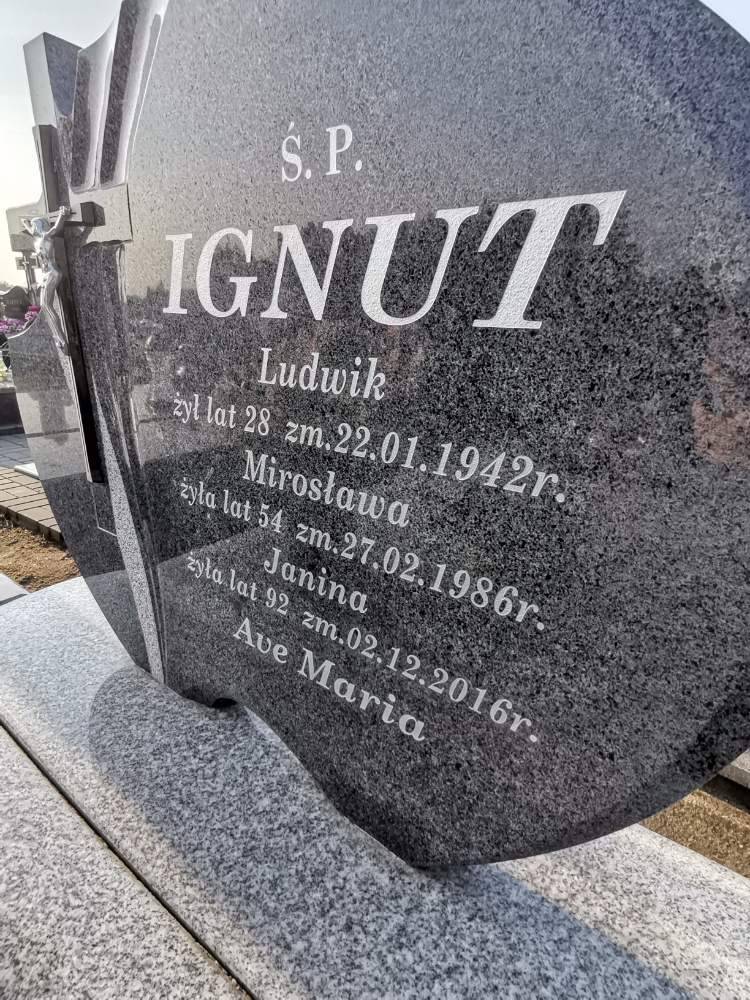 Ś. P.
IGNUT
Ludwik
żył lat 28 zm.22.01.1942r.
Mirosława
żyła lat 54 zm.27.02.1986r.
Janina
żyła lat 92 zm.02.12.2016r.
Ave Maria